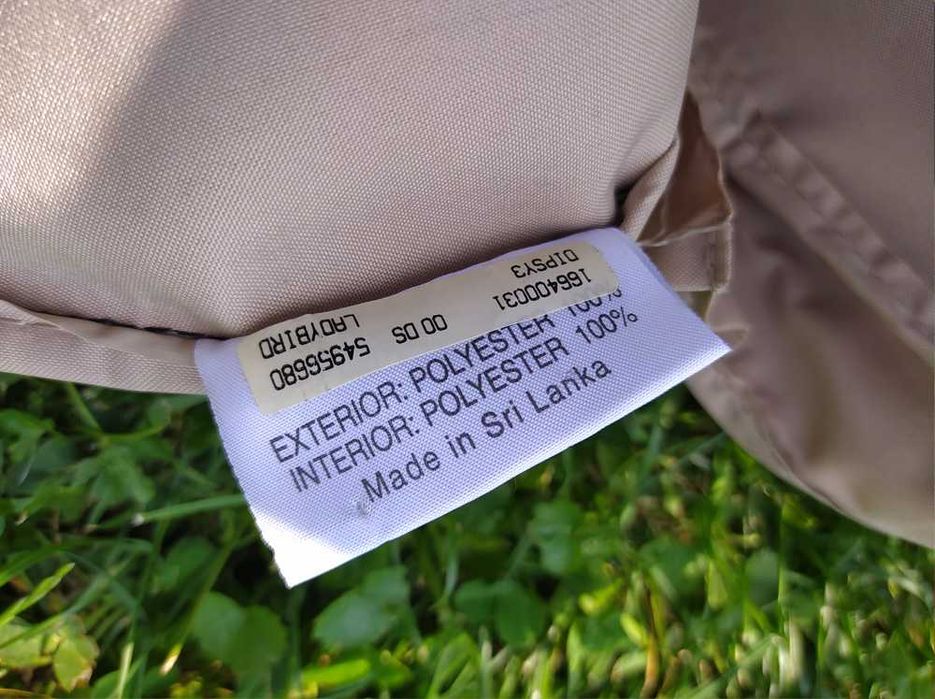 LADYBIRD DIPSY3
54956680 00 DS 166400031
EXTERIOR: POLYESTER 100%
INTERIOR: POLYESTER 100%
Made in Sri Lanka